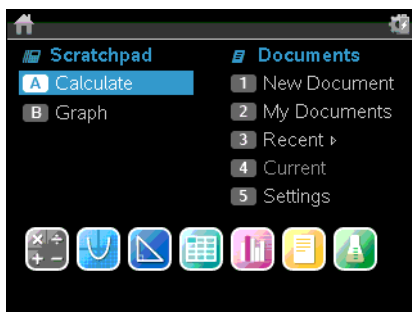 Scratchpad
A Calculate
B Graph
Documents
1 New Document
2 My Documents
3 Recent ▹
4 Current
5 Settings